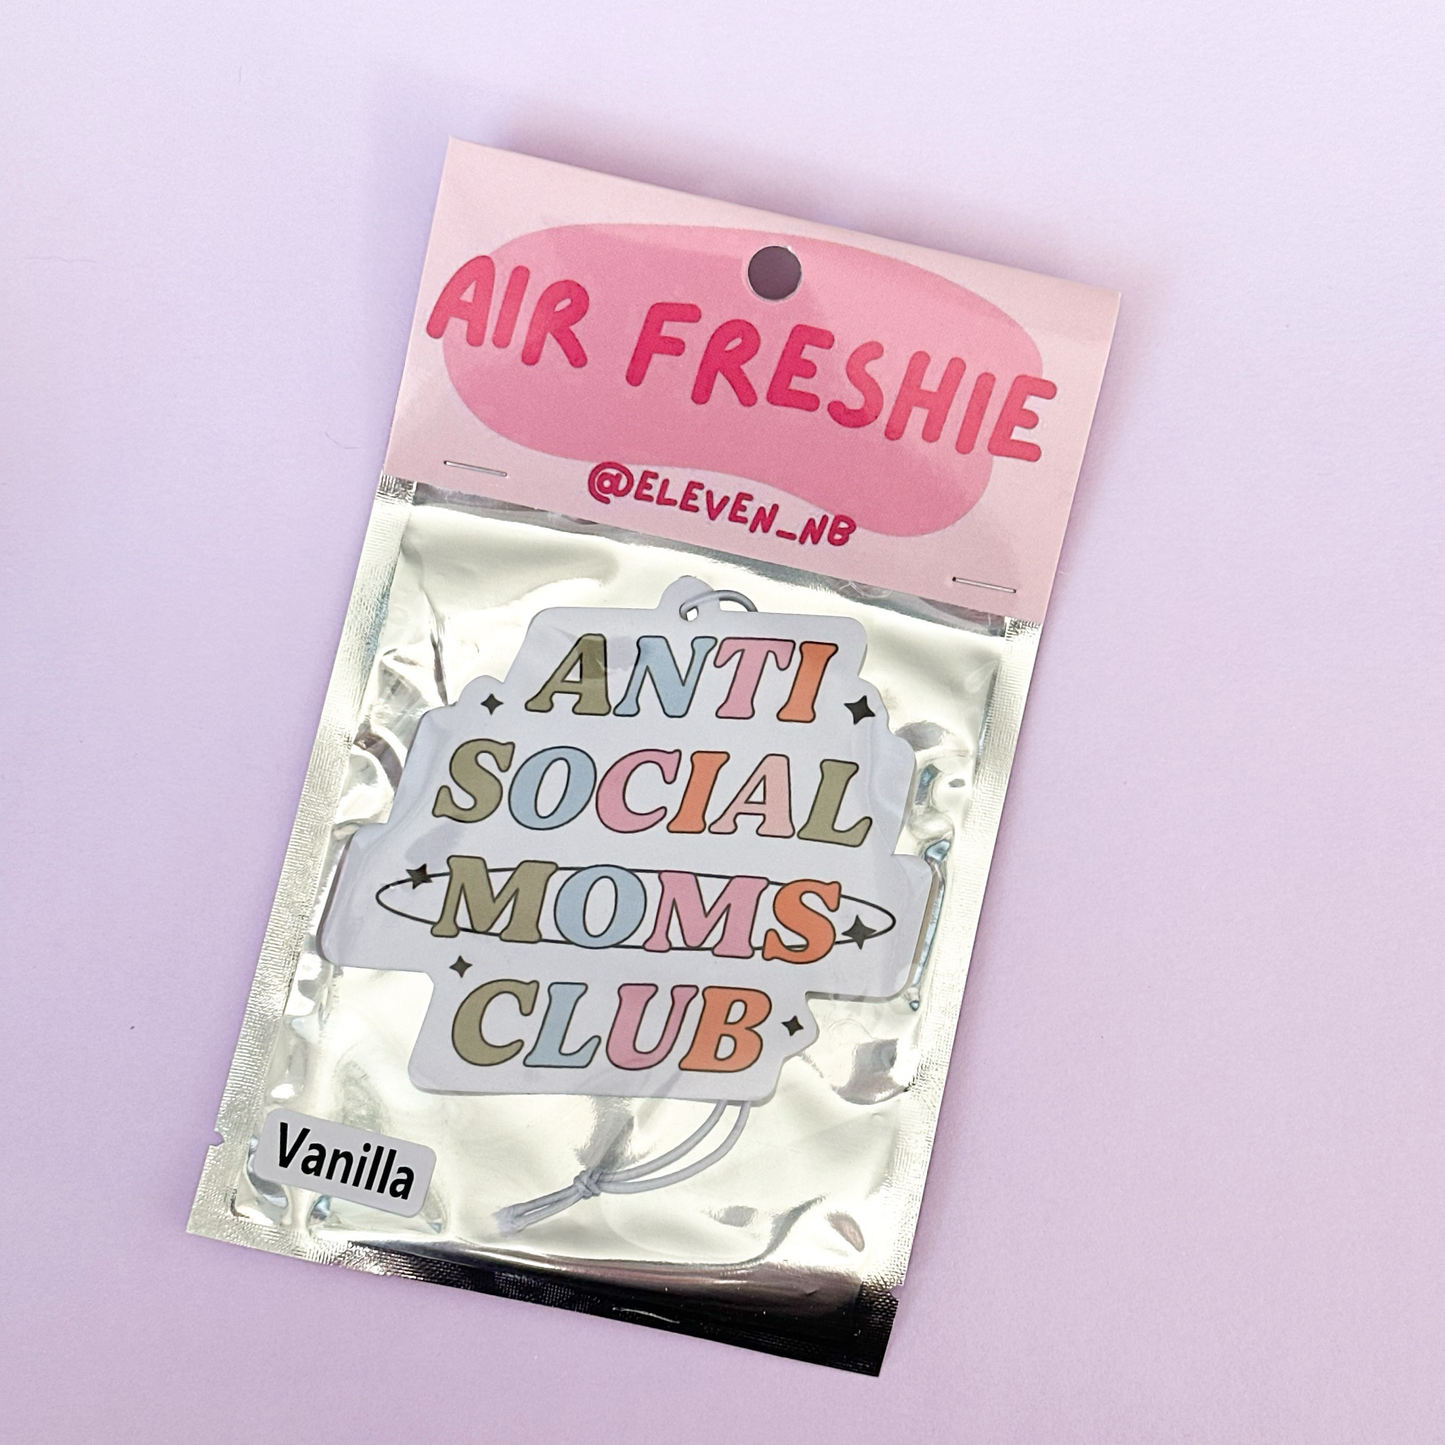 AIR FRESHIE
@ELEVEN_NB
ANTI
SOCIAL
MOMS
CLUB
Vanilla